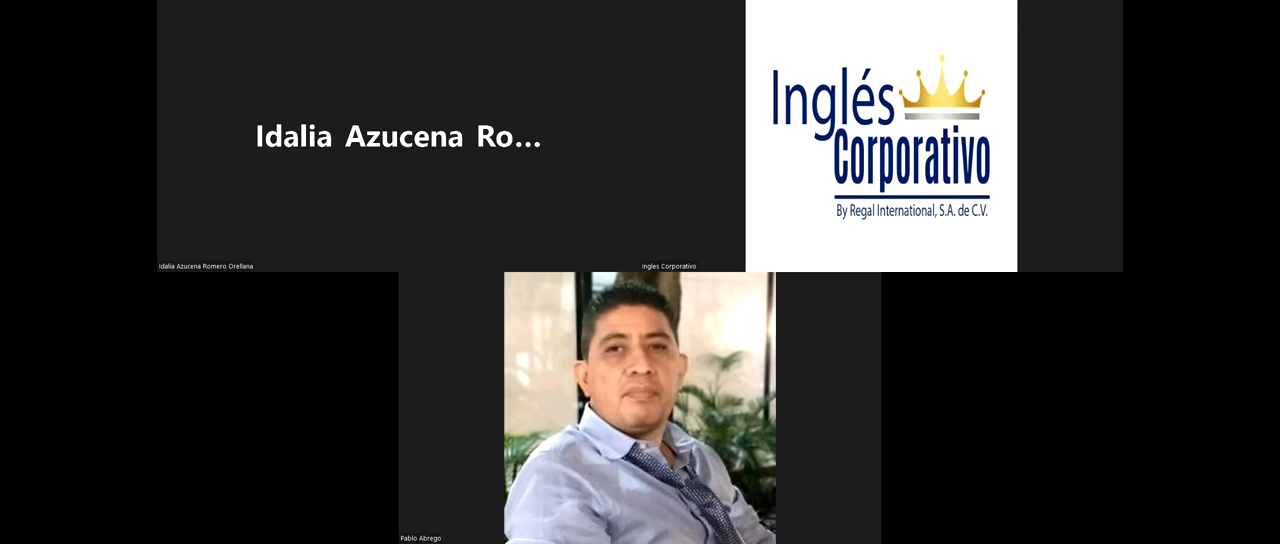 Idalia Azucena Ro...
Idalia Azucena Romero Orellana
Inglés
Corporativo
By Regal International, S.A. de C.V.
Ingles Corporativo
Pablo Abrego